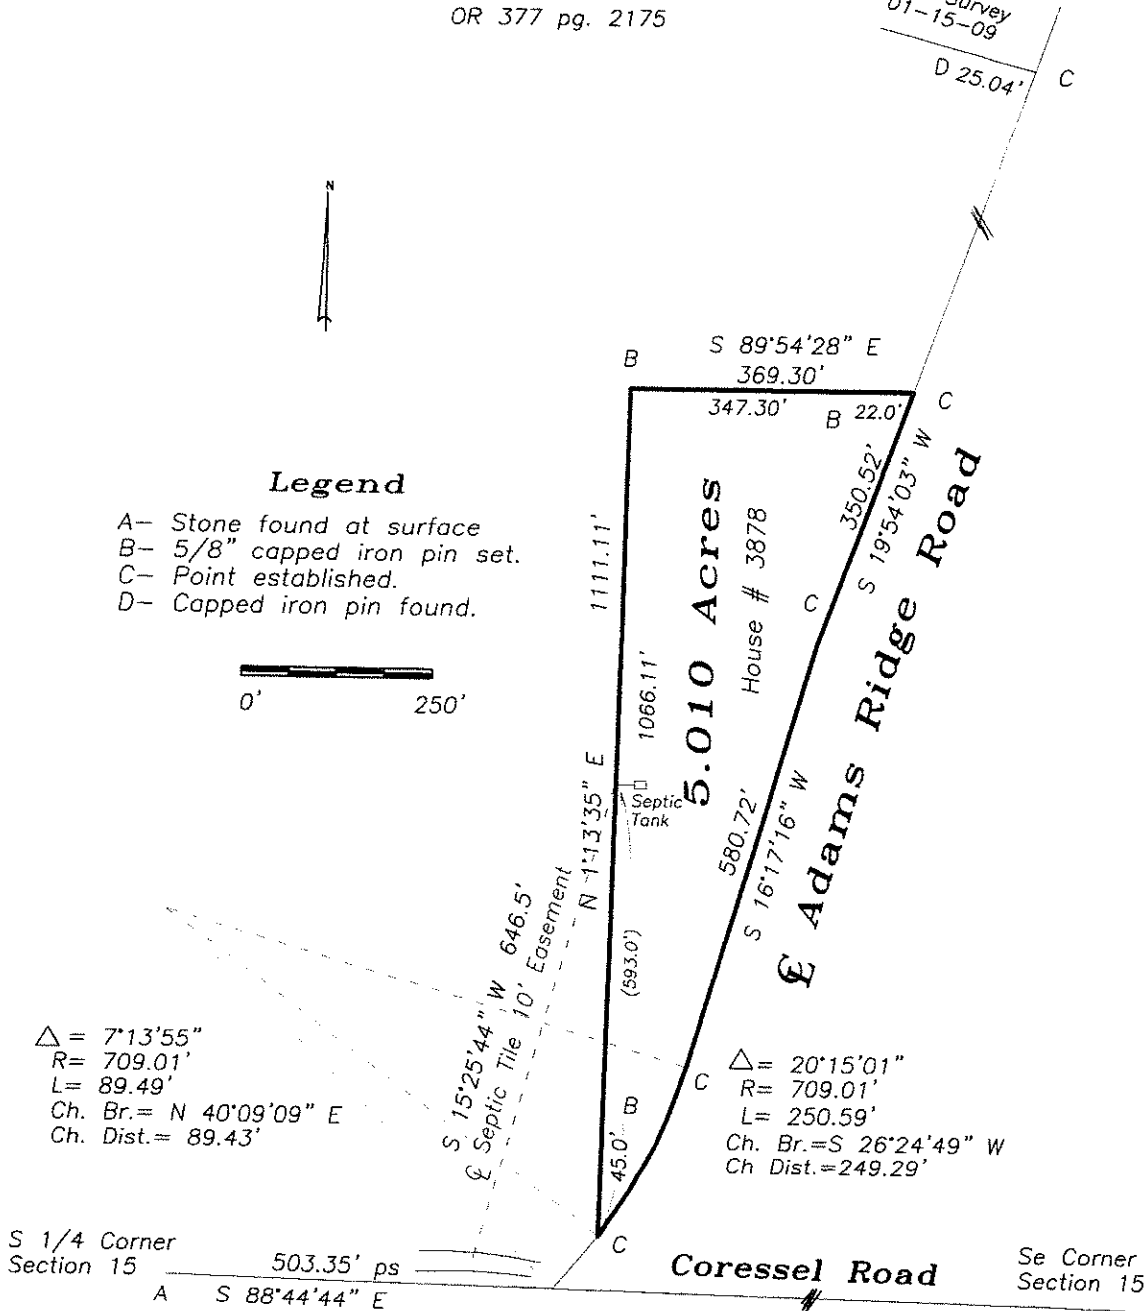 OR 377 pg. 2175
Survey
01-15-09
D 25.04'
C
N
S 89°54'28" E
B
369.30'
347.30'
B
22.0'
C
Legend
A- Stone found at surface
B- 5/8" capped iron pin set.
C- Point established.
D- Capped iron pin found.
0'
250'
1111.11'
1066.11'
5.010 Acres
House # 3878
350.52'
S 19°54'03" W
C
℄ Adams Ridge Road
N 1°13'35" E
Septic
Tank
580.72'
S 16°17'16" W
(593.0')
S 15°25'44" W 646.5'
℄ Septic Tile 10' Easement
△= 7°13'55"
R= 709.01'
L= 89.49'
Ch. Br.= N 40°09'09" E
Ch. Dist.= 89.43'
C
△= 20°15'01"
R= 709.01'
L= 250.59'
Ch. Br.=S 26°24'49" W
Ch Dist.=249.29'
B
45.0'
C
S 1/4 Corner
Section 15
503.35' ps
A
S 88°44'44" E
Coressel Road
Se Corner
Section 15